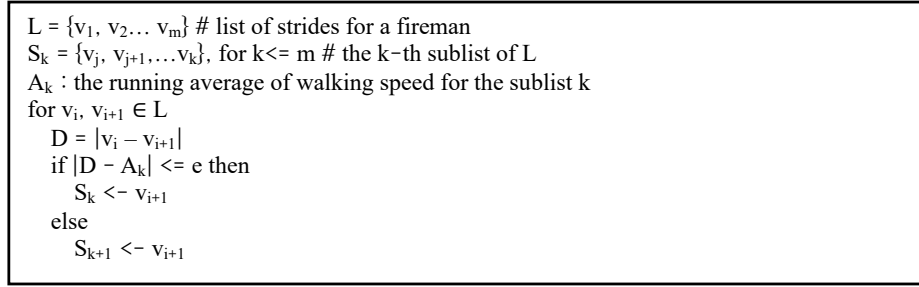 L = {v₁, v₂… vₘ} # list of strides for a fireman
Sₖ = {vⱼ, vⱼ₊₁,…vₖ}, for k<= m # the k-th sublist of L
Aₖ : the running average of walking speed for the sublist k
for vᵢ, vᵢ₊₁ ∈ L
D = |vᵢ – vᵢ₊₁|
if |D - Aₖ| <= e then
Sₖ <- vᵢ₊₁
else
Sₖ₊₁ <- vᵢ₊₁